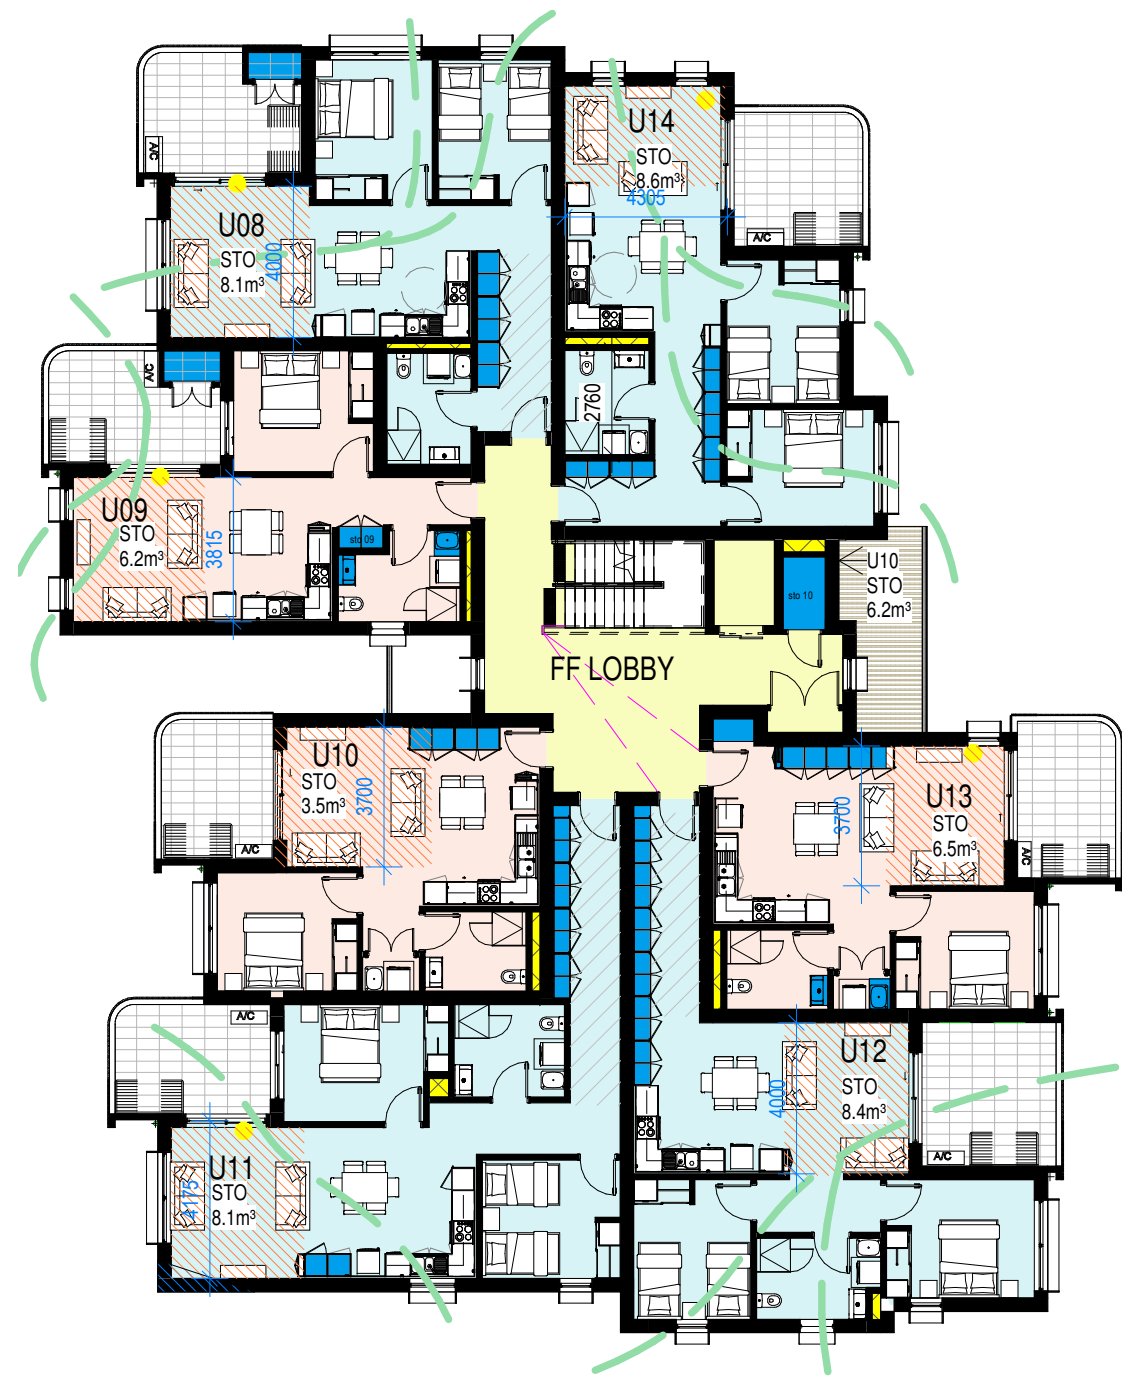 U14
STO
8.6m³
4305
A/C
U08
STO
8.1m³
4000
A/C
A/C
2760
U09
STO
6.2m³
3815
sto 09
U10
STO
6.2m³
sto 10
FF LOBBY
U10
STO
3.5m³
3700
A/C
U13
STO
6.5m³
3700
A/C
A/C
U12
STO
8.4m³
4000
A/C
U11
STO
8.1m³
4175